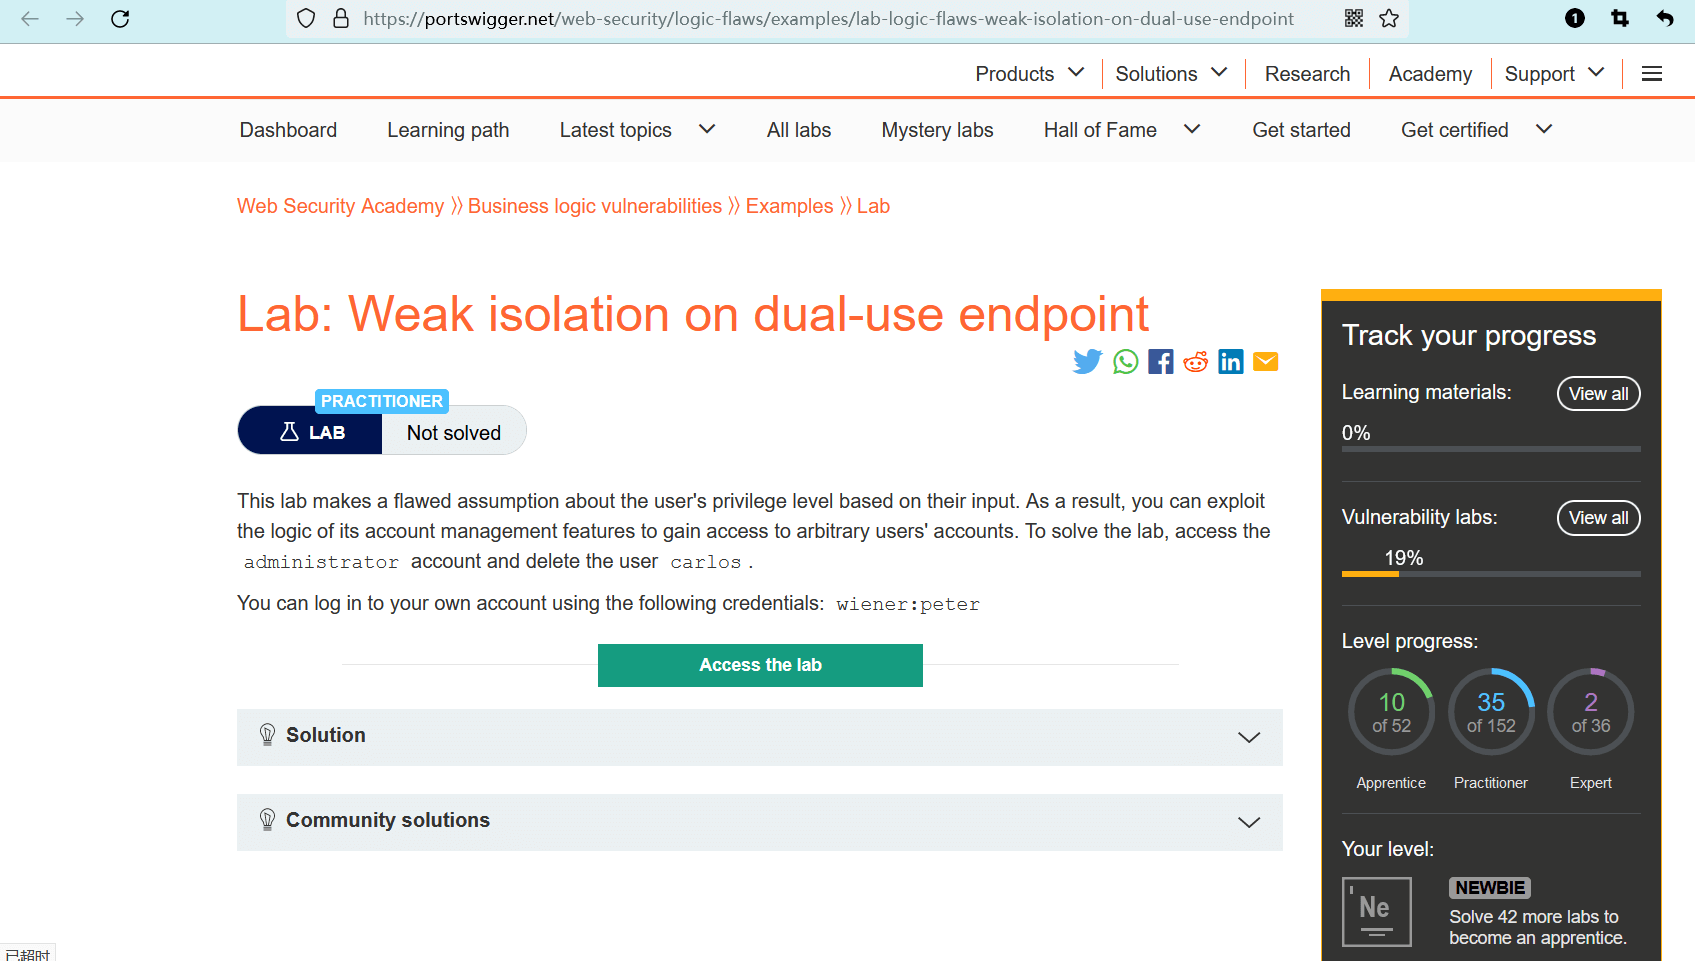 https://portswigger.net/web-security/logic-flaws/examples/lab-logic-flaws-weak-isolation-on-dual-use-endpoint
1
Products
Solutions
Research
Academy
Support
Dashboard
Learning path
Latest topics
All labs
Mystery labs
Hall of Fame
Get started
Get certified
Web Security Academy 》 Business logic vulnerabilities 》 Examples 》 Lab
Lab: Weak isolation on dual-use endpoint
PRACTITIONER
LAB
Not solved
This lab makes a flawed assumption about the user's privilege level based on their input. As a result, you can exploit
the logic of its account management features to gain access to arbitrary users' accounts. To solve the lab, access the
administrator account and delete the user carlos.
You can log in to your own account using the following credentials: wiener:peter
Access the lab
Solution
Community solutions
Track your progress
Learning materials:
View all
0%
Vulnerability labs:
View all
19%
Level progress:
10
of 52
35
of 152
2
of 36
Apprentice
Practitioner
Expert
Your level:
Ne
NEWBIE
Solve 42 more labs to
become an apprentice.
已超时